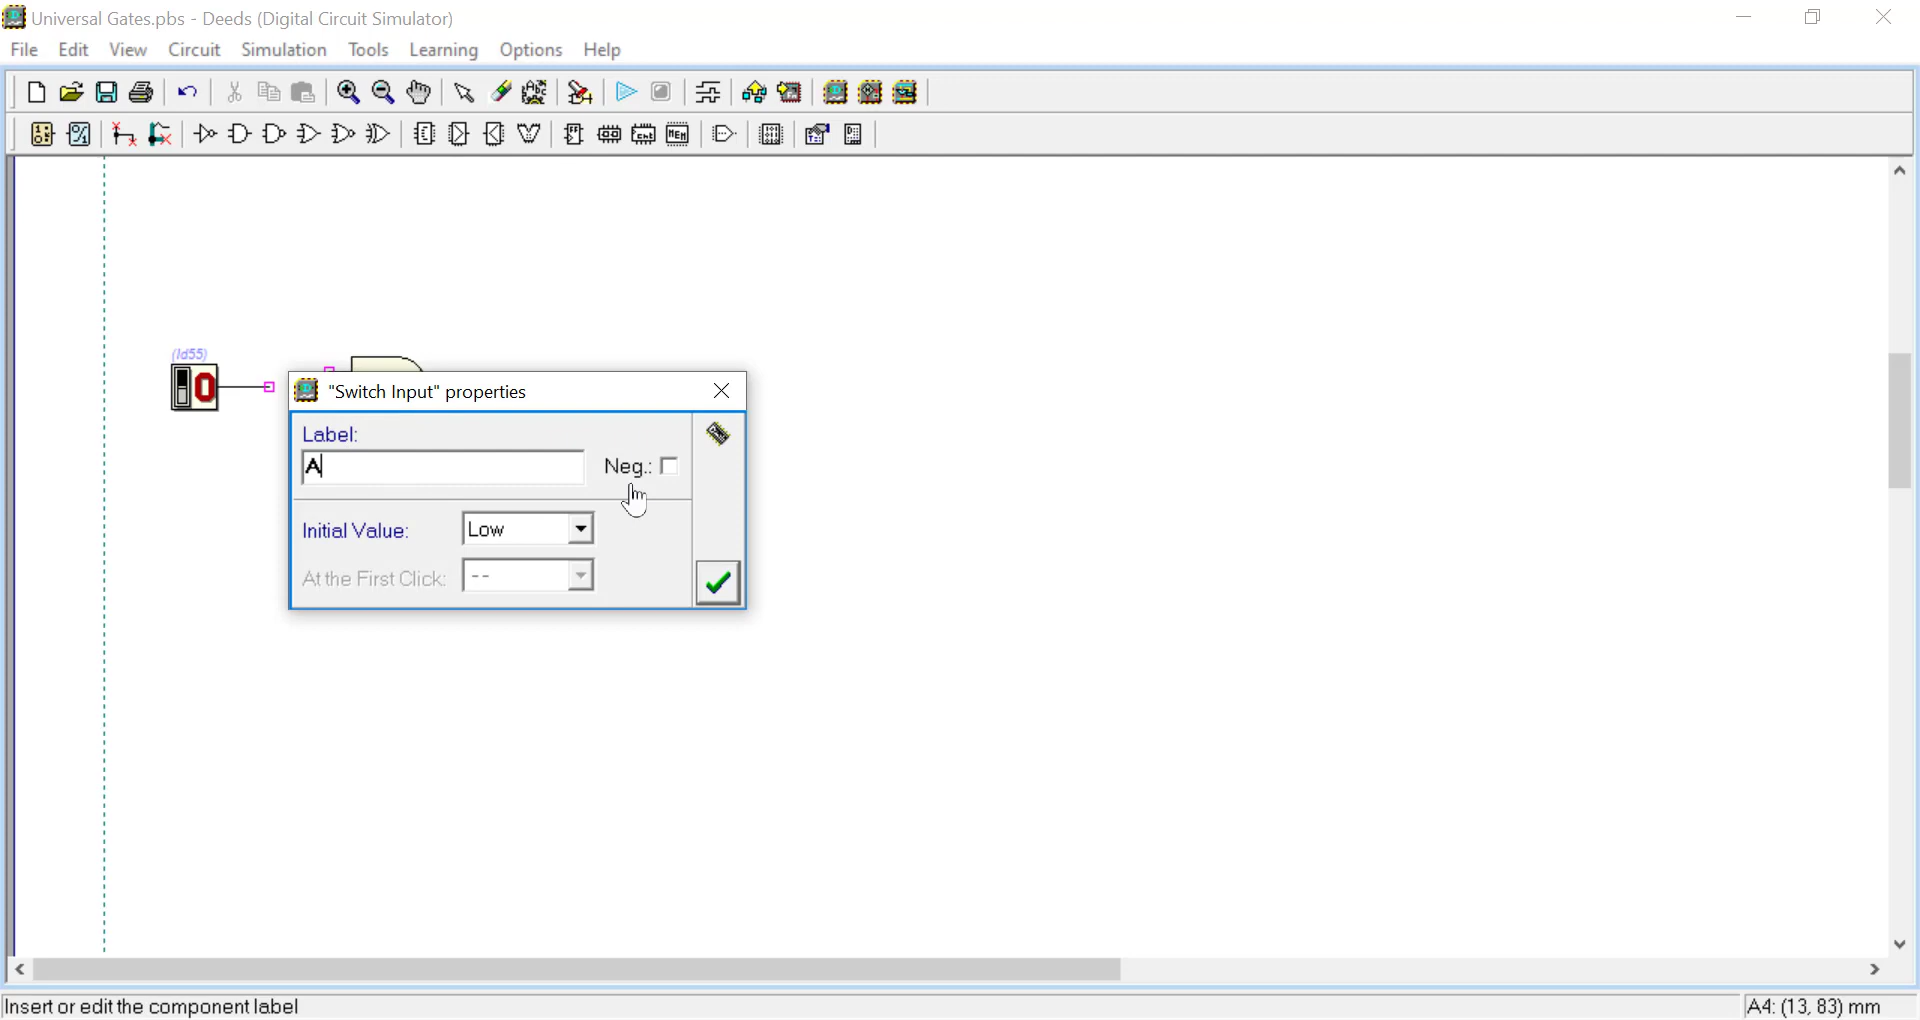 Universal Gates.pbs - Deeds (Digital Circuit Simulator)
File Edit View Circuit Simulation Tools Learning Options Help
(Id55)
0
"Switch Input" properties
Label:
A
Neg.:
Initial Value: Low
At the First Click: --
Insert or edit the component label
A4: (13, 83) mm